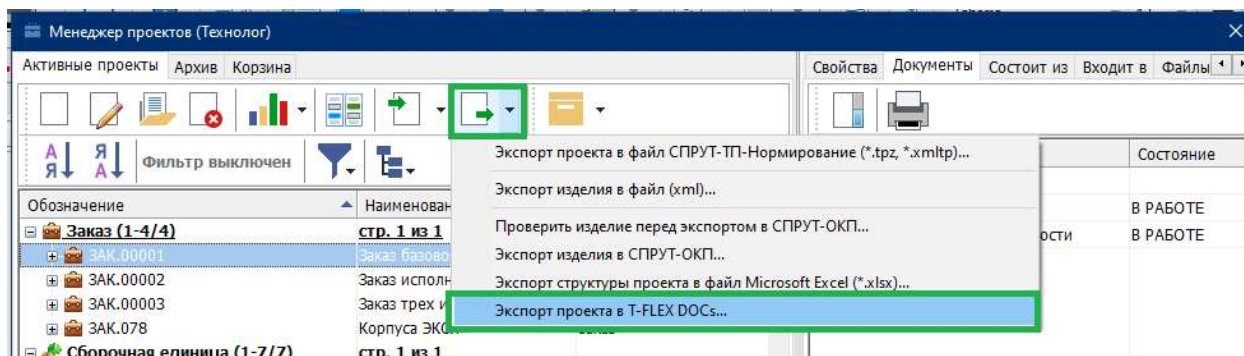 Менеджер проектов (Технолог)
Активные проекты Архив Корзина
Свойства Документы Состоит из Входит в Файлы
Фильтр выключен
Экспорт проекта в файл СПРУТ-ТП-Нормирование (*.tpz, *.xmltp)...
Экспорт изделия в файл (xml)...
Проверить изделие перед экспортом в СПРУТ-ОКП...
Экспорт изделия в СПРУТ-ОКП...
Экспорт структуры проекта в файл Microsoft Excel (*.xlsx)...
Экспорт проекта в T-FLEX DOCs...
Состояние
В РАБОТЕ
ости В РАБОТЕ
Обозначение Наименован
Заказ (1-4/4) стр. 1 из 1
ЗАК.00001 Заказ базово
ЗАК.00002 Заказ исполн
ЗАК.00003 Заказ трех и
ЗАК.078 Корпуса ЭКС
Сборочная единица (1-7/7) стр. 1 из 1